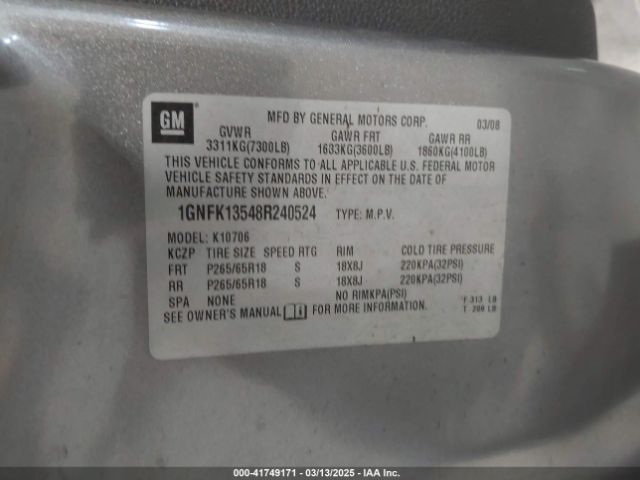 GM
MFD BY GENERAL MOTORS CORP. 03/08
GVWR GAWR FRT GAWR RR
3311KG(7300LB) 1633KG(3600LB) 1860KG(4100LB)
THIS VEHICLE CONFORMS TO ALL APPLICABLE U.S. FEDERAL MOTOR
VEHICLE SAFETY STANDARDS IN EFFECT ON THE DATE OF
MANUFACTURE SHOWN ABOVE.
1GNFK13548R240524 TYPE: M.P.V.
MODEL: K10706
KCZP TIRE SIZE SPEED RTG RIM COLD TIRE PRESSURE
FRT P265/65R18 S 18X8J 220KPA(32PSI)
RR P265/65R18 S 18X8J 220KPA(32PSI)
SPA NONE NO RIMKPA(PSI)
SEE OWNER'S MANUAL FOR MORE INFORMATION.
F 313 LB
T 208 LB
000-41749171 | 03/13/2025 | IAA Inc.